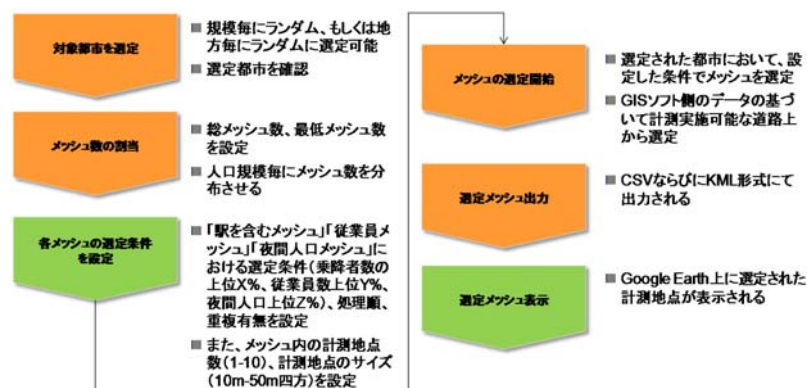 対象都市を選定
■ 規模毎にランダム、もしくは地
方毎にランダムに選定可能
■ 選定都市を確認
メッシュ数の割当
■ 総メッシュ数、最低メッシュ数
を設定
■ 人口規模毎にメッシュ数を分
布させる
各メッシュの選定条件
を設定
■ 「駅を含むメッシュ」「従業員メ
ッシュ」「夜間人口メッシュ」に
おける選定条件(乗降者数の
上位X%、従業員数上位Y%、
夜間人口上位Z%)、処理順、
重複有無を設定
■ また、メッシュ内の計測地点
数(1-10)、計測地点のサイズ
(10m-50m四方)を設定
メッシュの選定開始
■ 選定された都市において、設
定した条件でメッシュを選定
■ GISソフト側のデータの基づ
いて計測実施可能な道路上
から選定
選定メッシュ出力
■ CSVならびにKML形式にて
出力される
選定メッシュ表示
■ Google Earth上に選定された
計測地点が表示される